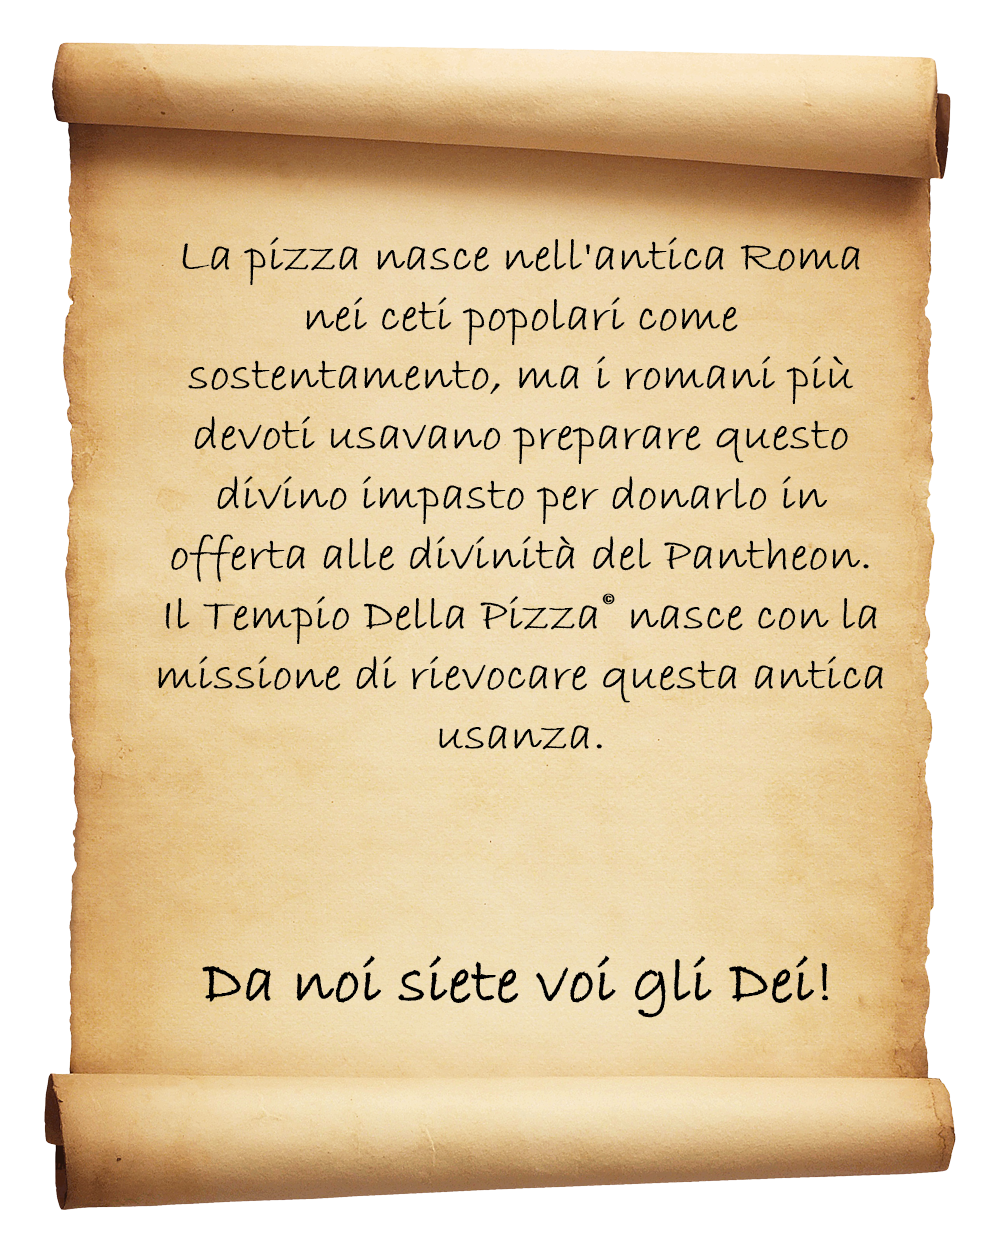 La pizza nasce nell'antica Roma
nei ceti popolari come
sostentamento, ma i romani più
devoti usavano preparare questo
divino impasto per donarlo in
offerta alle divinità del Pantheon.
Il Tempio Della Pizza© nasce con la
missione di rievocare questa antica
usanza.
Da noi siete voi gli Dei!